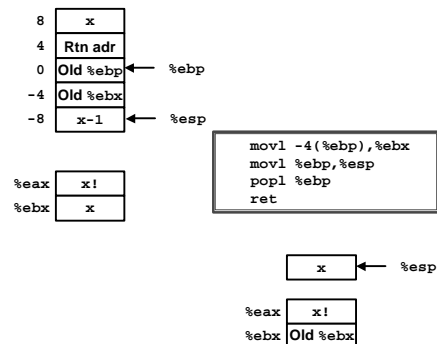 8 x
4 Rtn adr
0 Old %ebp %ebp
-4 Old %ebx
-8 x-1 %esp
movl -4(%ebp),%ebx
movl %ebp,%esp
popl %ebp
ret
%eax x!
%ebx x
x %esp
%eax x!
%ebx Old %ebx